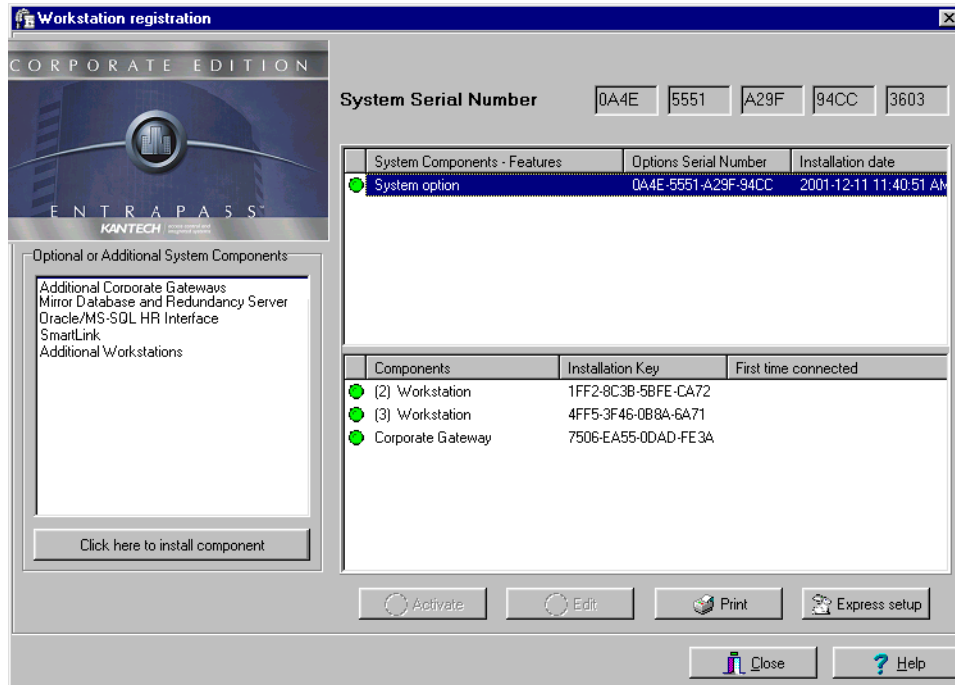 Workstation registration
CORPORATE EDITION
ENTRAPASS
KANTECH
System Serial Number 0A4E 5551 A29F 94CC 3603
System Components - Features Options Serial Number Installation date
System option 0A4E-5551-A29F-94CC 2001-12-11 11:40:51 AM
Optional or Additional System Components
Additional Corporate Gateways
Mirror Database and Redundancy Server
Oracle/MS-SQL HR Interface
SmartLink
Additional Workstations
Click here to install component
Components Installation Key First time connected
(2) Workstation 1FF2-8C3B-5BFE-CA72
(3) Workstation 4FF5-3F46-0B8A-6A71
Corporate Gateway 7506-EA55-0DAD-FE3A
Activate Edit Print Express setup
Close Help